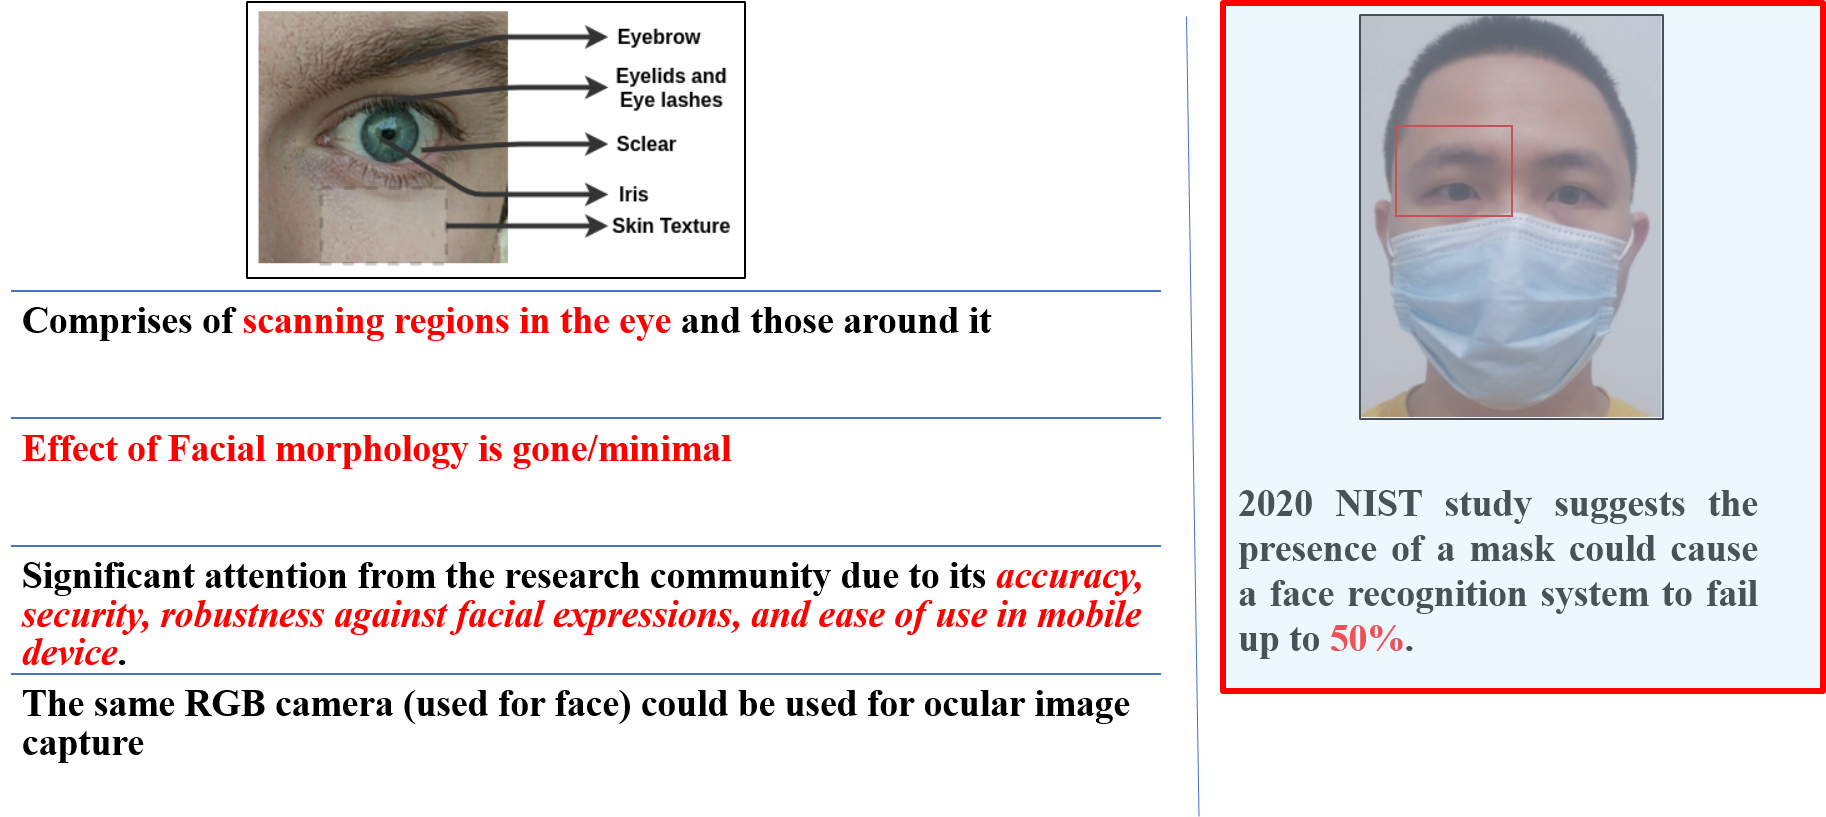 Eyebrow
Eyelids and
Eye lashes
Sclear
Iris
Skin Texture
Comprises of scanning regions in the eye and those around it
Effect of Facial morphology is gone/minimal
Significant attention from the research community due to its accuracy,
security, robustness against facial expressions, and ease of use in mobile
device.
The same RGB camera (used for face) could be used for ocular image
capture
2020 NIST study suggests the
presence of a mask could cause
a face recognition system to fail
up to 50%.